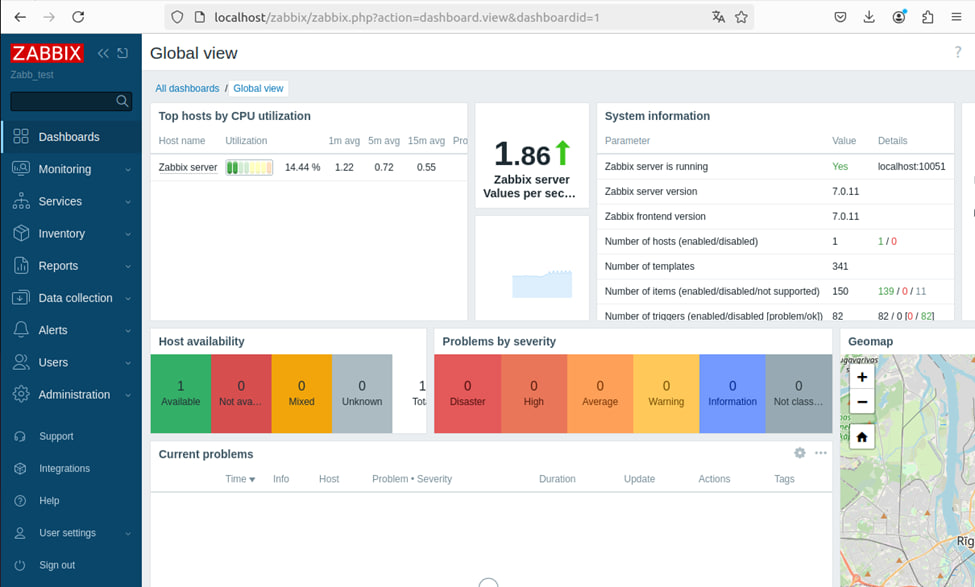 localhost/zabbix/zabbix.php?action=dashboard.view&dashboardid=1
ZABBIX
Zabb_test
Dashboards
Monitoring
Services
Inventory
Reports
Data collection
Alerts
Users
Administration
Support
Integrations
Help
User settings
Sign out
Global view
?
All dashboards / Global view
Top hosts by CPU utilization
Host name Utilization 1m avg 5m avg 15m avg Pro
Zabbix server 14.44 % 1.22 0.72 0.55
1.86
Zabbix server
Values per sec...
System information
Parameter Value Details
Zabbix server is running Yes localhost:10051
Zabbix server version 7.0.11
Zabbix frontend version 7.0.11
Number of hosts (enabled/disabled) 1 1 / 0
Number of templates 341
Number of items (enabled/disabled/not supported) 150 139 / 0 / 11
Number of triggers (enabled/disabled [problem/ok]) 82 82 / 0 [0 / 82]
Host availability
1 Available
0 Not ava...
0 Mixed
0 Unknown
1 Tota
Problems by severity
0 Disaster
0 High
0 Average
0 Warning
0 Information
0 Not class...
Geomap
+
−
Rīg
Current problems
Time Info Host Problem • Severity Duration Update Actions Tags